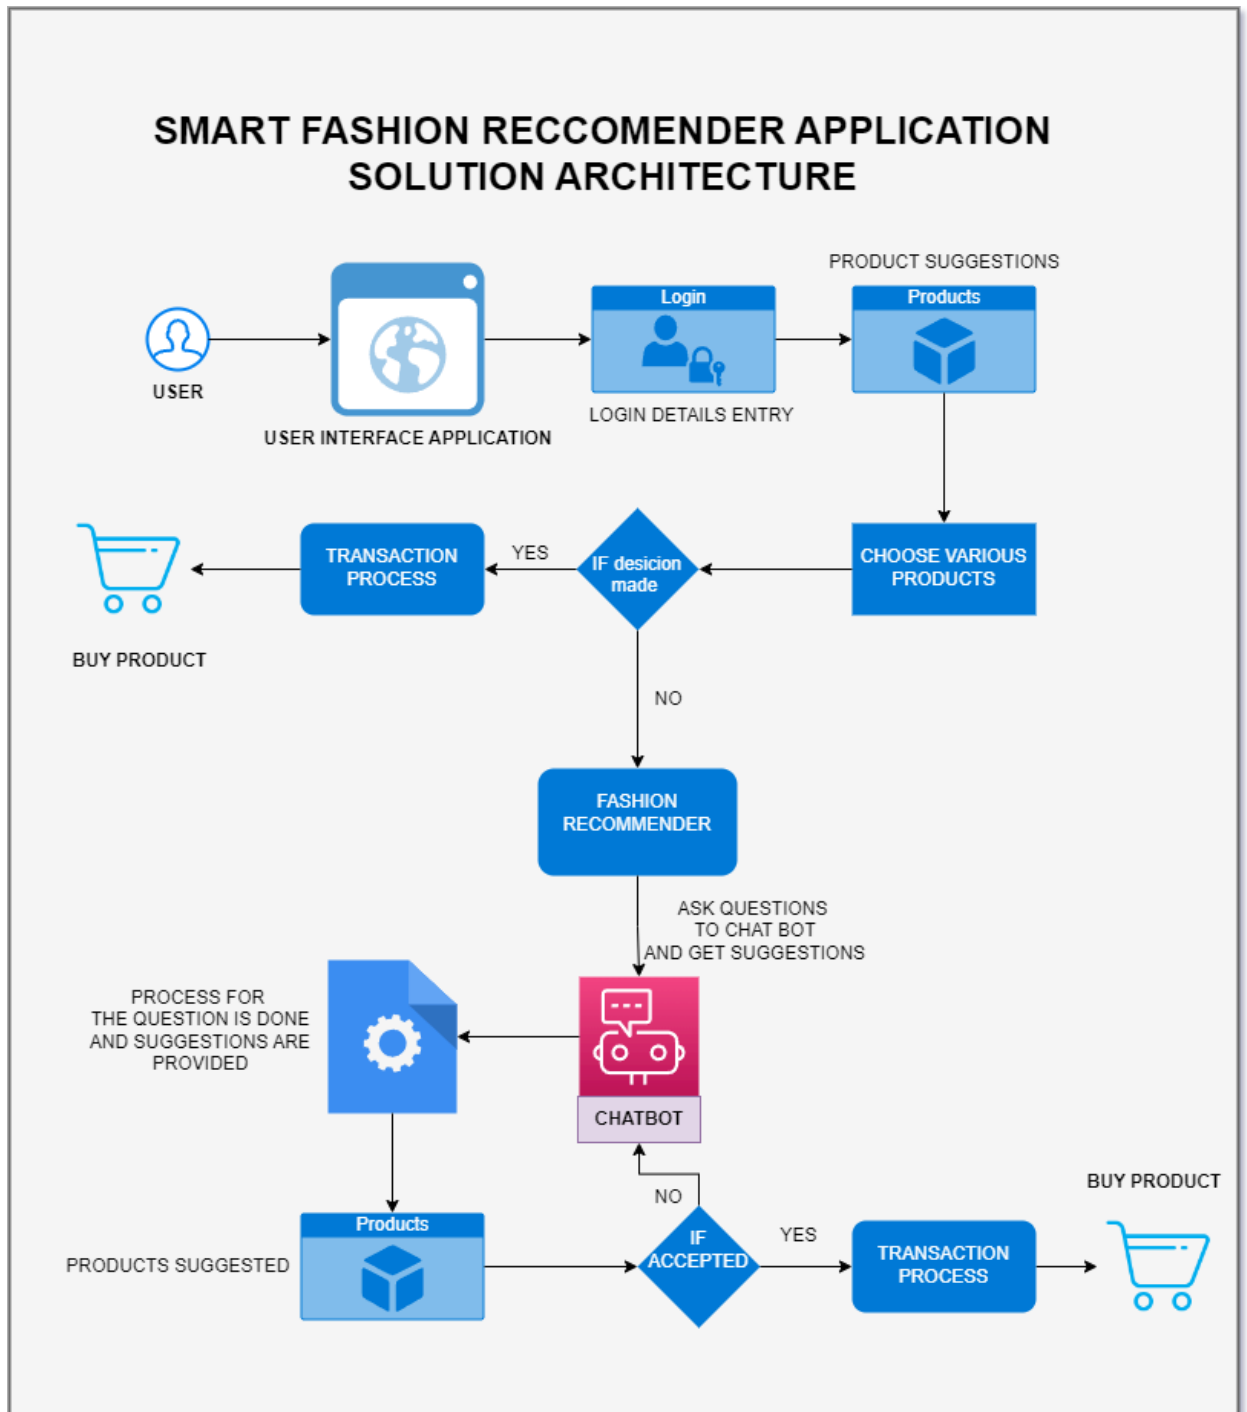 SMART FASHION RECCOMENDER APPLICATION
SOLUTION ARCHITECTURE
PRODUCT SUGGESTIONS
Login
Products
USER
LOGIN DETAILS ENTRY
USER INTERFACE APPLICATION
TRANSACTION
PROCESS
YES
IF desicion
made
CHOOSE VARIOUS
PRODUCTS
BUY PRODUCT
NO
FASHION
RECOMMENDER
ASK QUESTIONS
TO CHAT BOT
AND GET SUGGESTIONS
PROCESS FOR
THE QUESTION IS DONE
AND SUGGESTIONS ARE
PROVIDED
CHATBOT
NO
BUY PRODUCT
Products
PRODUCTS SUGGESTED
IF
ACCEPTED
YES
TRANSACTION
PROCESS